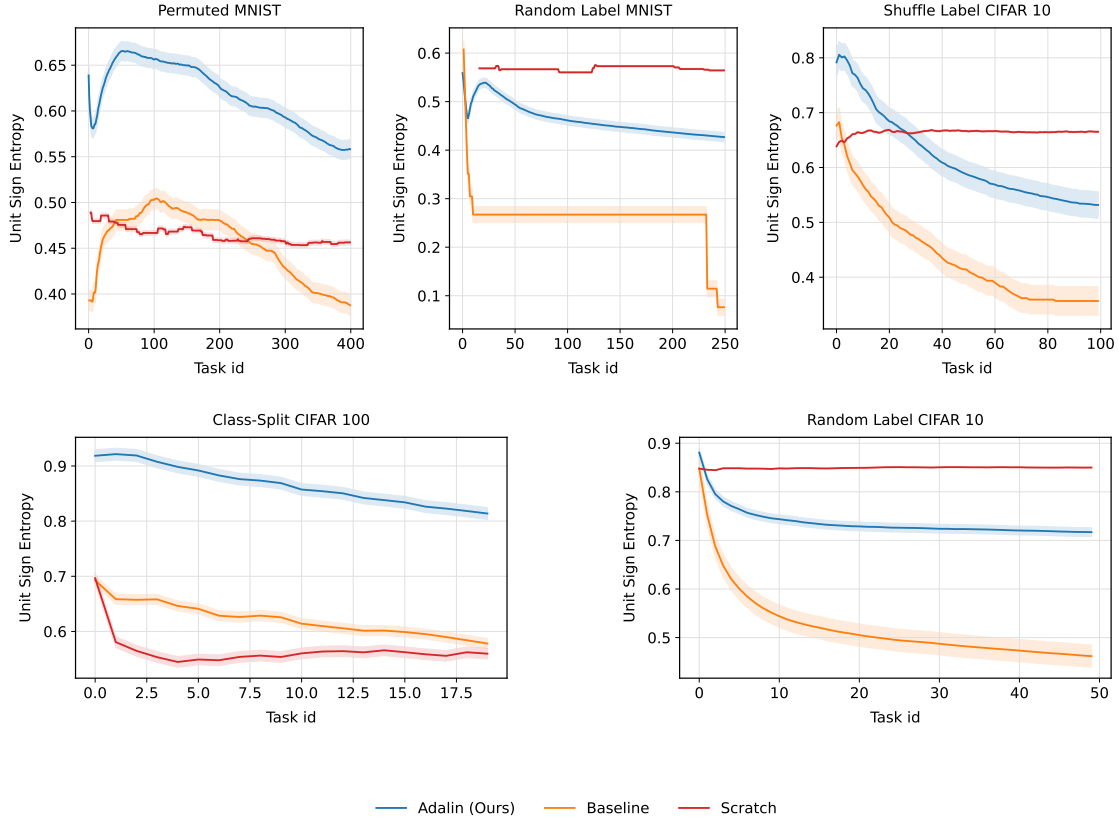 Permuted MNIST
Unit Sign Entropy
0.65
0.60
0.55
0.50
0.45
0.40
0 100 200 300 400
Task id
Random Label MNIST
Unit Sign Entropy
0.6
0.5
0.4
0.3
0.2
0.1
0 50 100 150 200 250
Task id
Shuffle Label CIFAR 10
Unit Sign Entropy
0.8
0.7
0.6
0.5
0.4
0 20 40 60 80 100
Task id
Class-Split CIFAR 100
Unit Sign Entropy
0.9
0.8
0.7
0.6
0.0 2.5 5.0 7.5 10.0 12.5 15.0 17.5
Task id
Random Label CIFAR 10
Unit Sign Entropy
0.9
0.8
0.7
0.6
0.5
0 10 20 30 40 50
Task id
Adalin (Ours) Baseline Scratch